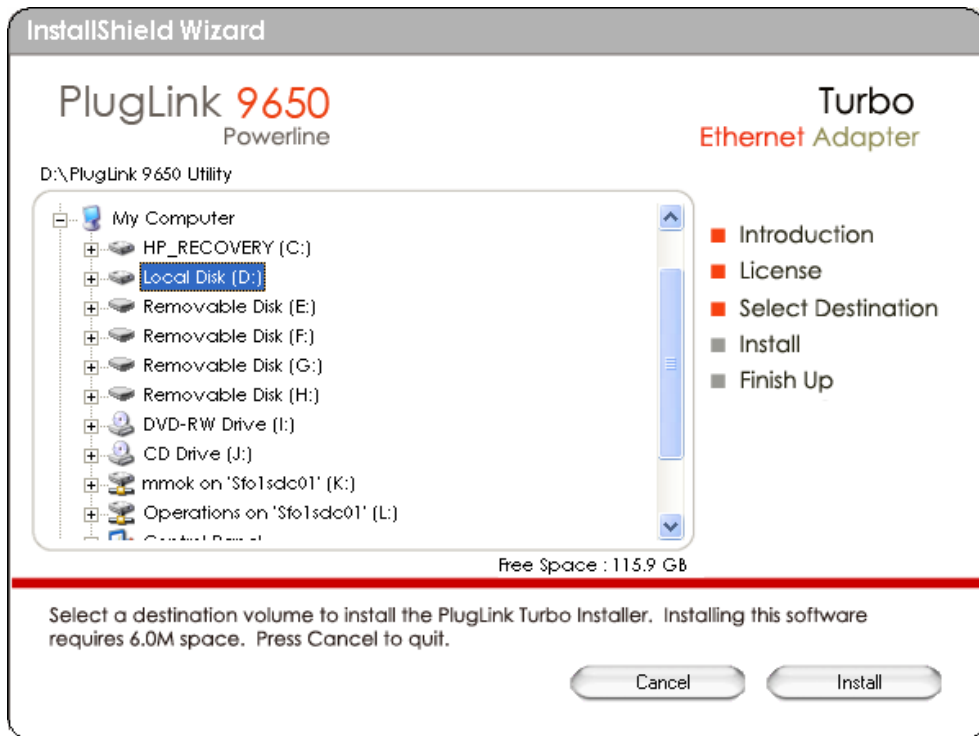 InstallShield Wizard
PlugLink 9650
Powerline
Turbo
Ethernet Adapter
D:\PlugLink 9650 Utility
My Computer
HP_RECOVERY (C:)
Local Disk (D:)
Removable Disk (E:)
Removable Disk (F:)
Removable Disk (G:)
Removable Disk (H:)
DVD-RW Drive (I:)
CD Drive (J:)
mmok on 'Sfo1sdc01' (K:)
Operations on 'Sfo1sdc01' (L:)
Introduction
License
Select Destination
Install
Finish Up
Free Space : 115.9 GB
Select a destination volume to install the PlugLink Turbo Installer. Installing this software
requires 6.0M space. Press Cancel to quit.
Cancel
Install